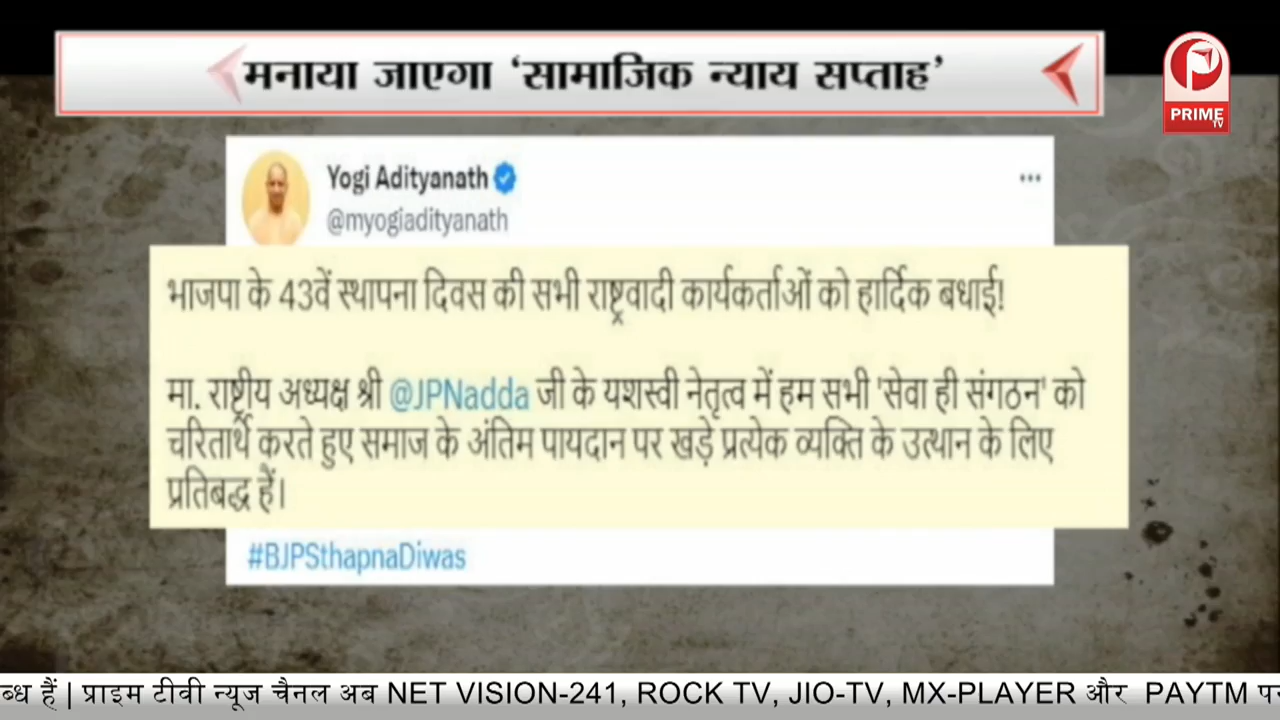 मनाया जाएगा ‘सामाजिक न्याय सप्ताह’
PRIME
TV
Yogi Adityanath
@myogiadityanath
भाजपा के 43वें स्थापना दिवस की सभी राष्ट्रवादी कार्यकर्ताओं को हार्दिक बधाई!
मा. राष्ट्रीय अध्यक्ष श्री @JPNadda जी के यशस्वी नेतृत्व में हम सभी 'सेवा ही संगठन' को
चरितार्थ करते हुए समाज के अंतिम पायदान पर खड़े प्रत्येक व्यक्ति के उत्थान के लिए
प्रतिबद्ध हैं।
#BJPSthapnaDiwas
हैं | प्राइम टीवी न्यूज चैनल अब NET VISION-241, ROCK TV, JIO-TV, MX-PLAYER और PAYTM